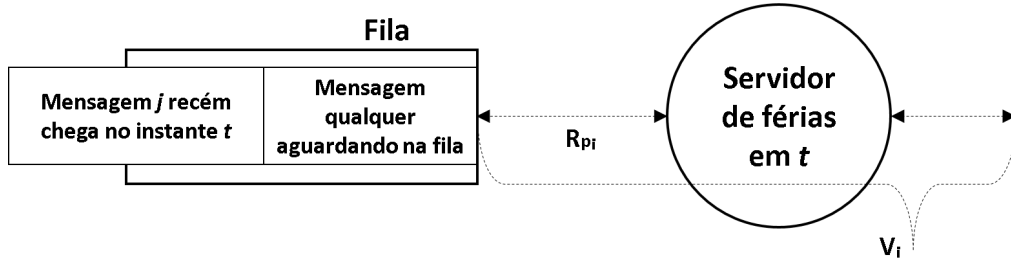 Fila
Mensagem j recém
chega no instante t
Mensagem
qualquer
aguardando na fila
Rpi
Servidor
de férias
em t
Vi